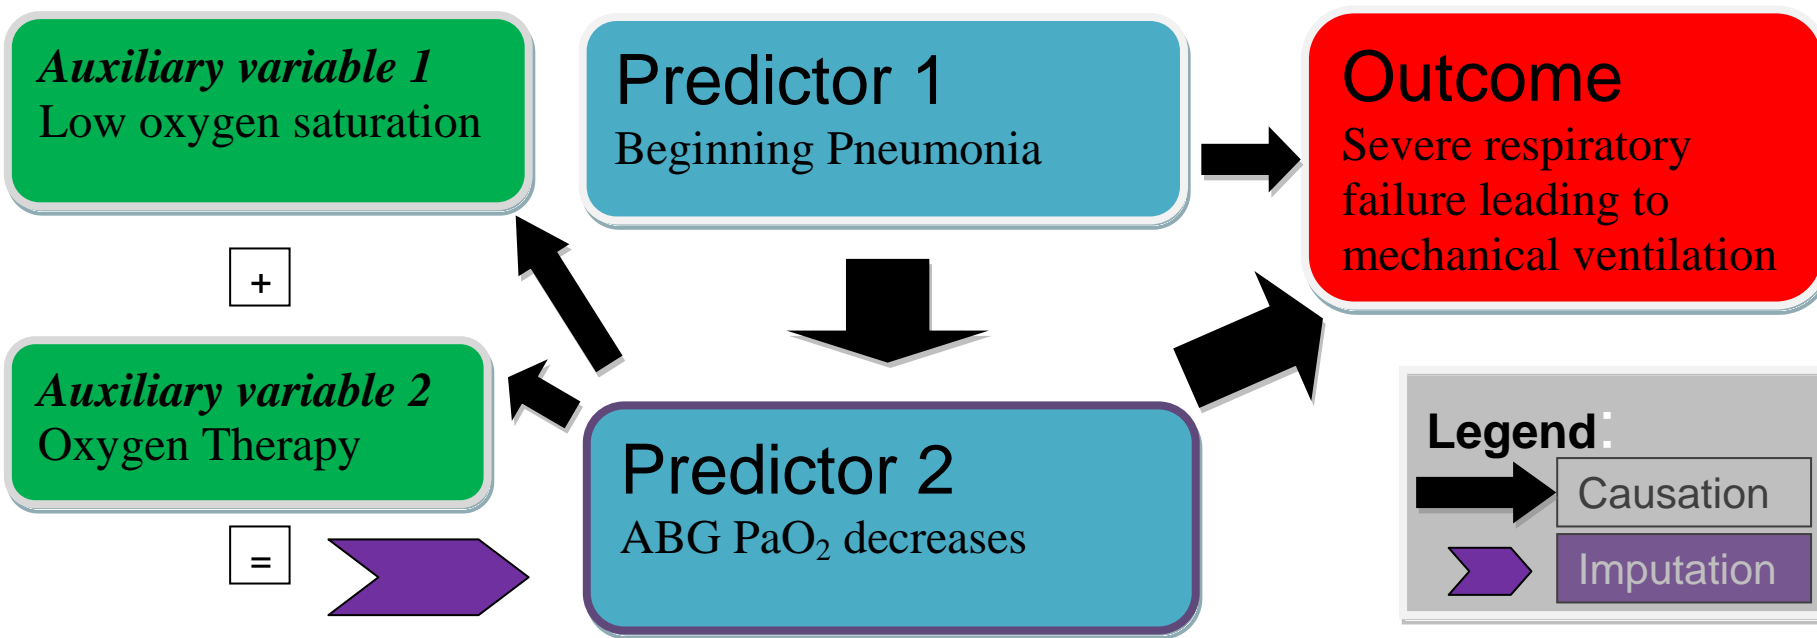 Auxiliary variable 1
Low oxygen saturation
+
Auxiliary variable 2
Oxygen Therapy
=
Predictor 1
Beginning Pneumonia
Predictor 2
ABG PaO₂ decreases
Outcome
Severe respiratory
failure leading to
mechanical ventilation
Legend:
Causation
Imputation